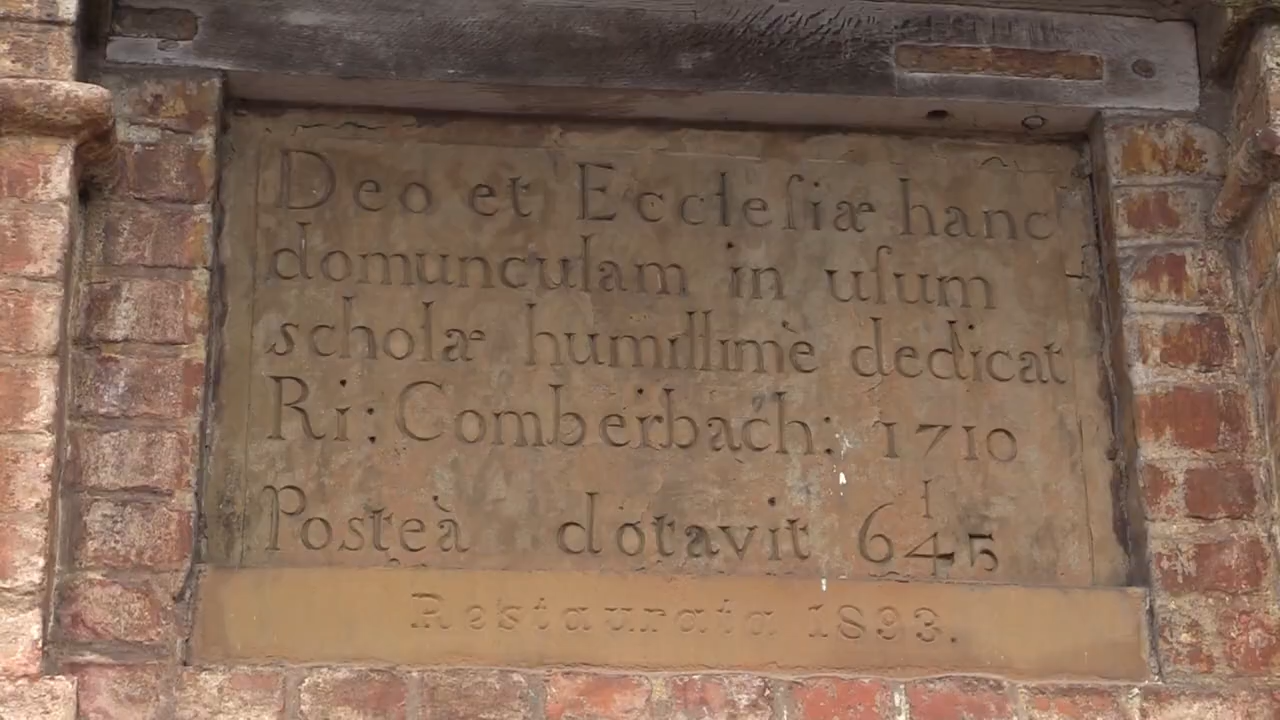 Deo et Eccleſiæ hanc
domunculam in uſum
scholæ humillimè dedicat
Ri: Comberbach: 1710
Posteà dotavit 645 l
Restaurata 1893.